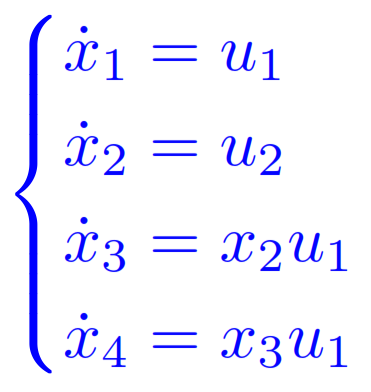 ẋ₁ = u₁
ẋ₂ = u₂
ẋ₃ = x₂u₁
ẋ₄ = x₃u₁